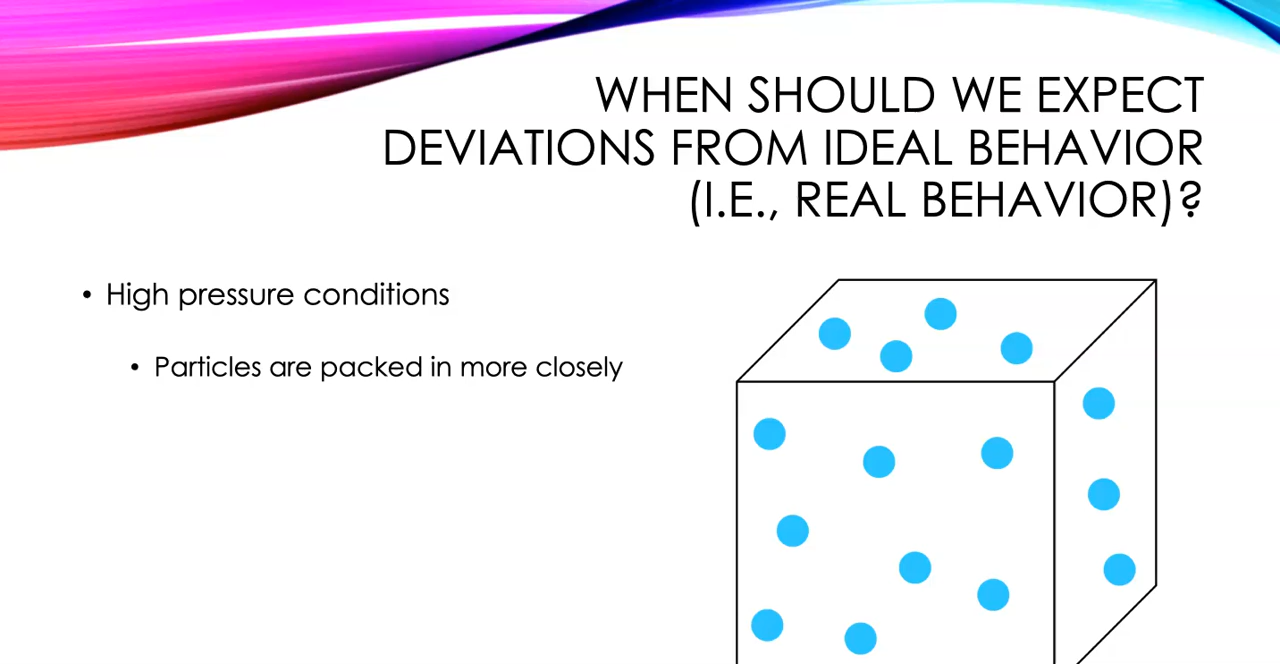 WHEN SHOULD WE EXPECT
DEVIATIONS FROM IDEAL BEHAVIOR
(I.E., REAL BEHAVIOR)?
• High pressure conditions
• Particles are packed in more closely